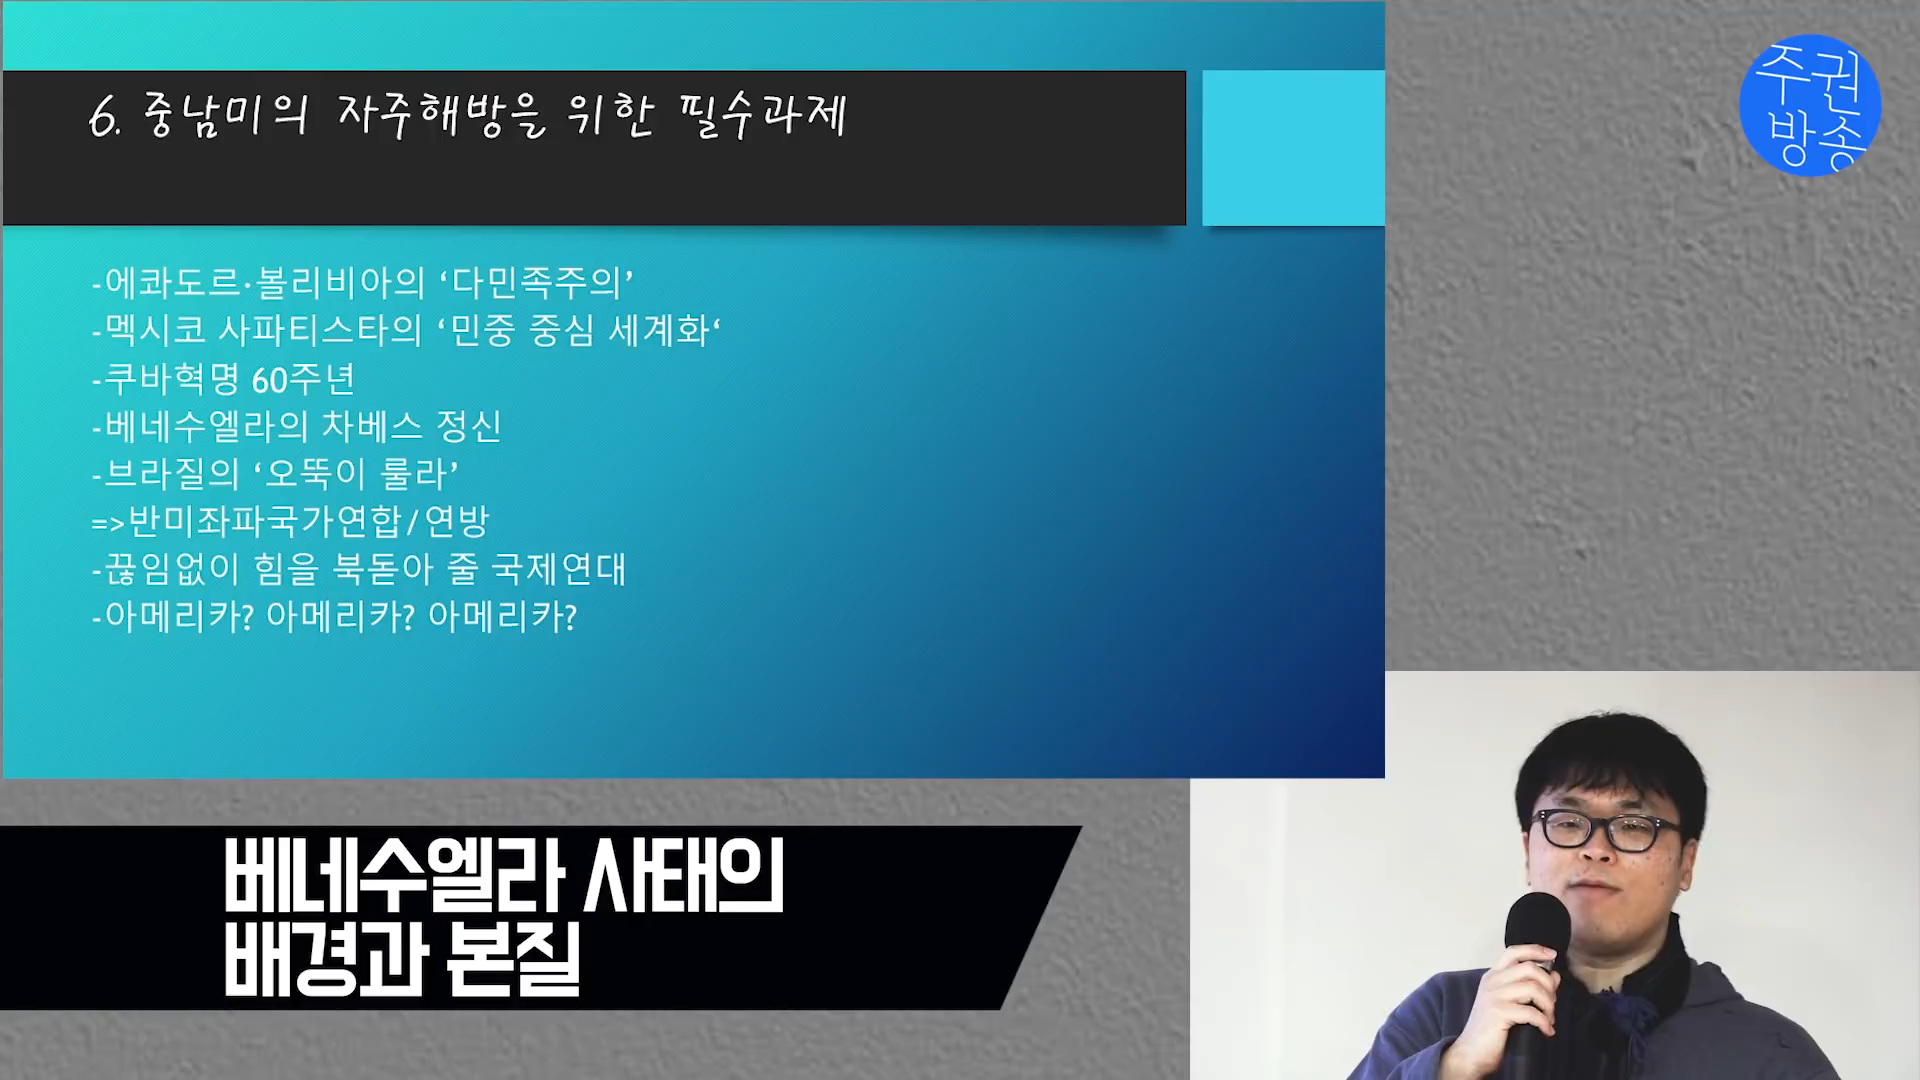 6. 중남미의 자주해방을 위한 필수과제
-에콰도르·볼리비아의 ‘다민족주의’
-멕시코 사파티스타의 ‘민중 중심 세계화‘
-쿠바혁명 60주년
-베네수엘라의 차베스 정신
-브라질의 ‘오뚝이 룰라’
=>반미좌파국가연합/연방
-끊임없이 힘을 북돋아 줄 국제연대
-아메리카? 아메리카? 아메리카?
주권
방송
베네수엘라 사태의
배경과 본질